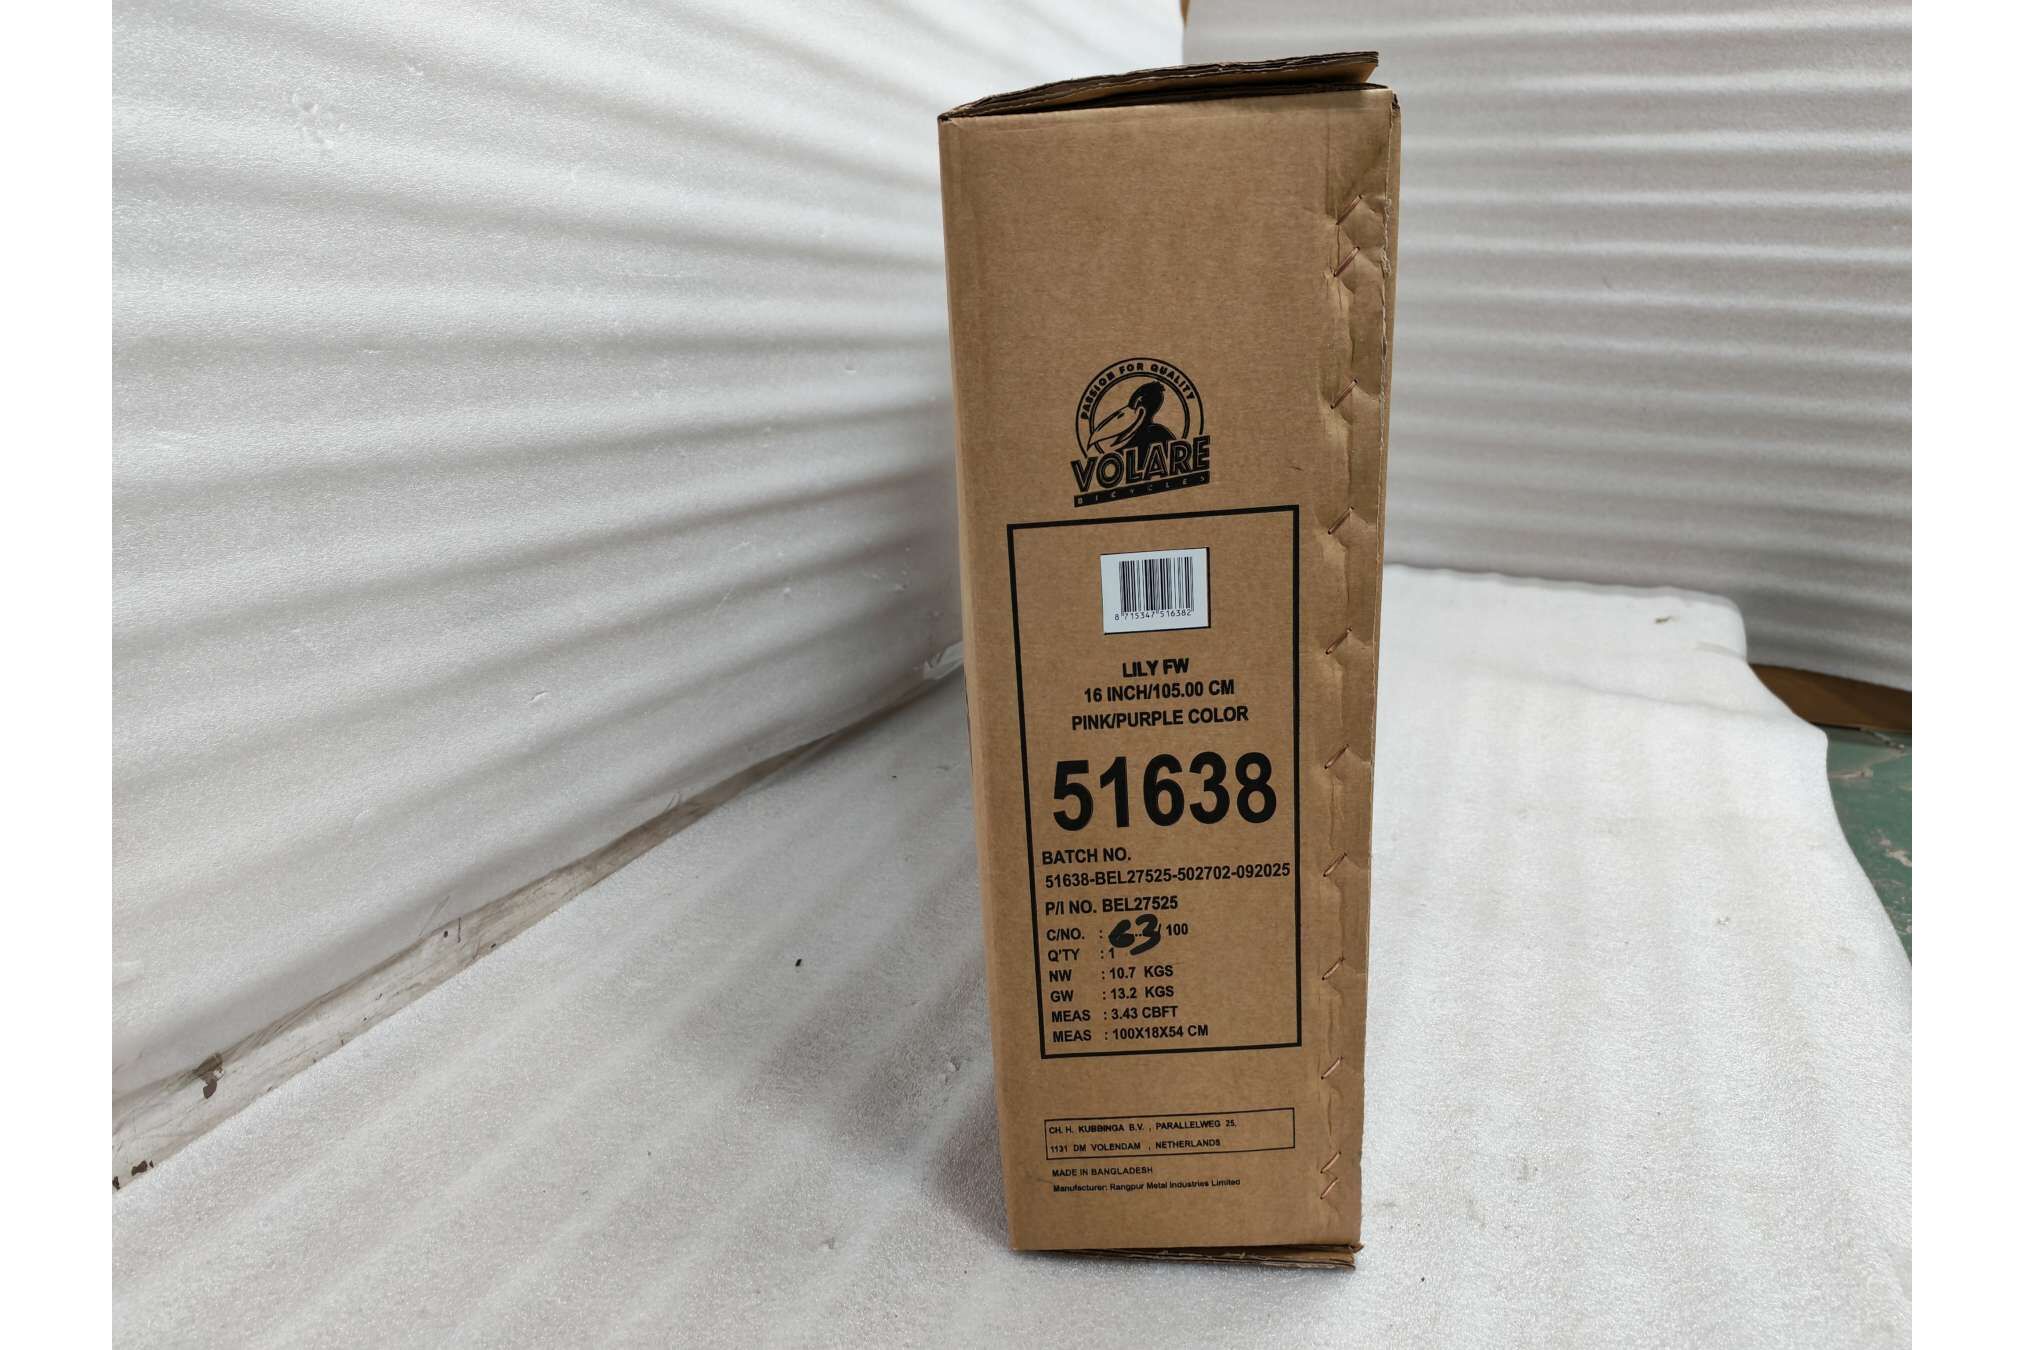 PASSION FOR QUALITY
VOLARE
BICYCLES
8 715347 516382
LILY FW
16 INCH/105.00 CM
PINK/PURPLE COLOR
51638
BATCH NO.
51638-BEL27525-502702-092025
P/I NO. BEL27525
C/NO. : 63/ 100
Q'TY : 1
NW : 10.7 KGS
GW : 13.2 KGS
MEAS : 3.43 CBFT
MEAS : 100X18X54 CM
CH. H. KUBBINGA B.V. , PARALLELWEG 25,
1131 DM VOLENDAM , NETHERLANDS
MADE IN BANGLADESH
Manufacturer: Rangpur Metal Industries Limited